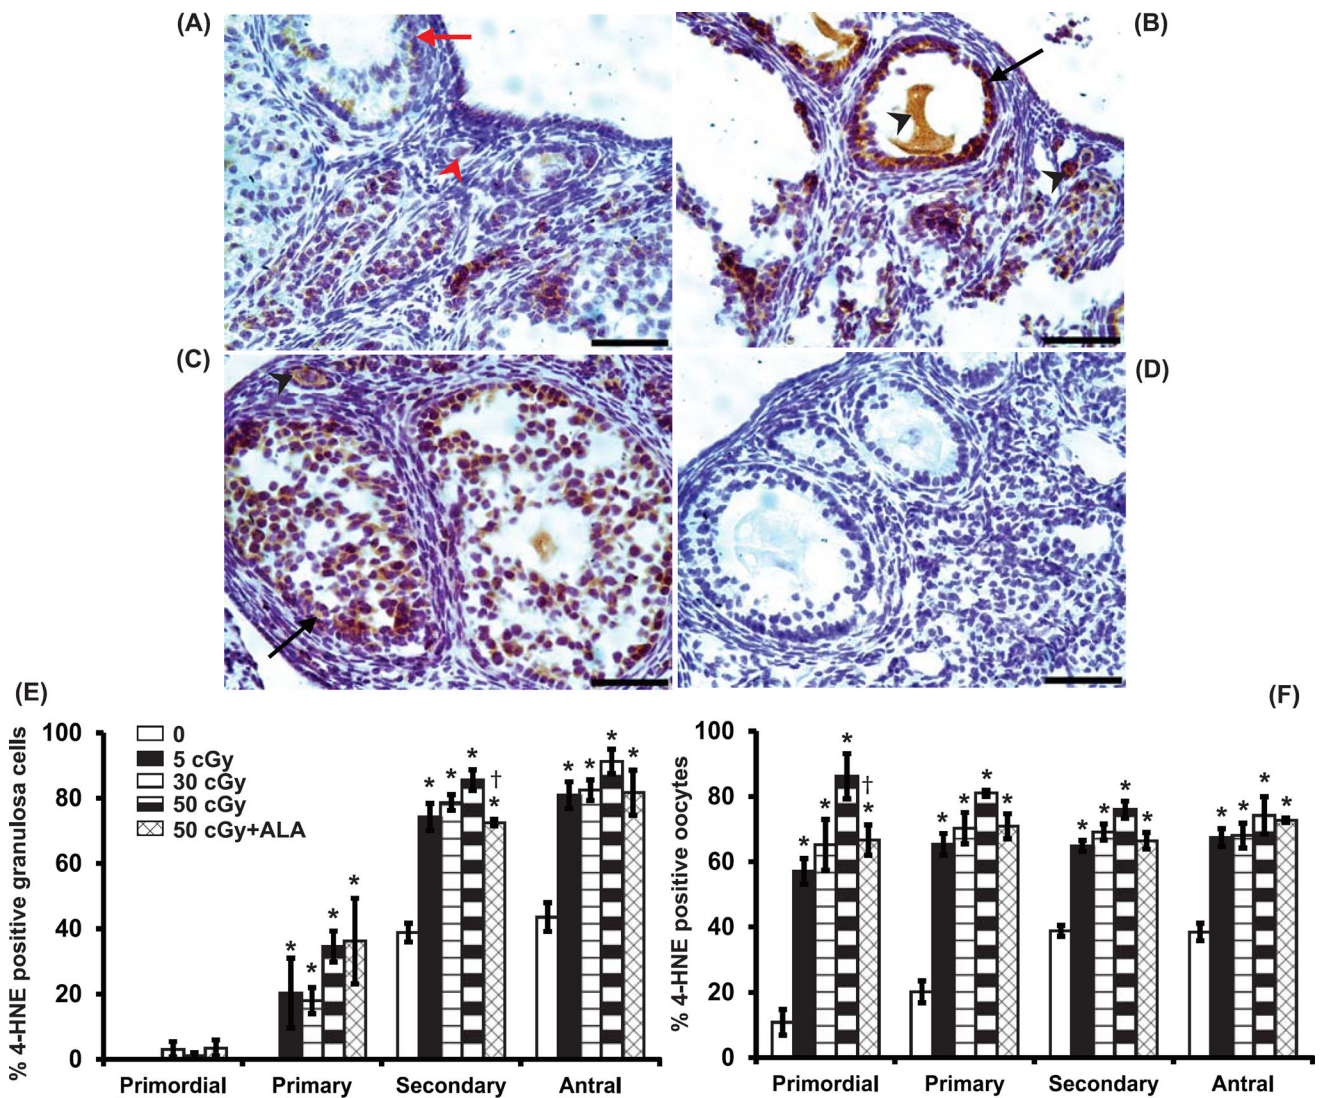 (A)
(B)
(C)
(D)
(E)
(F)
% 4-HNE positive granulosa cells
100
80
60
40
20
0
0
5 cGy
30 cGy
50 cGy
50 cGy+ALA
* * * *
* * * † *
* * * *
Primordial Primary Secondary Antral
% 4-HNE positive oocytes
100
80
60
40
20
0
* * * † *
* * * *
* * * *
* * * *
Primordial Primary Secondary Antral